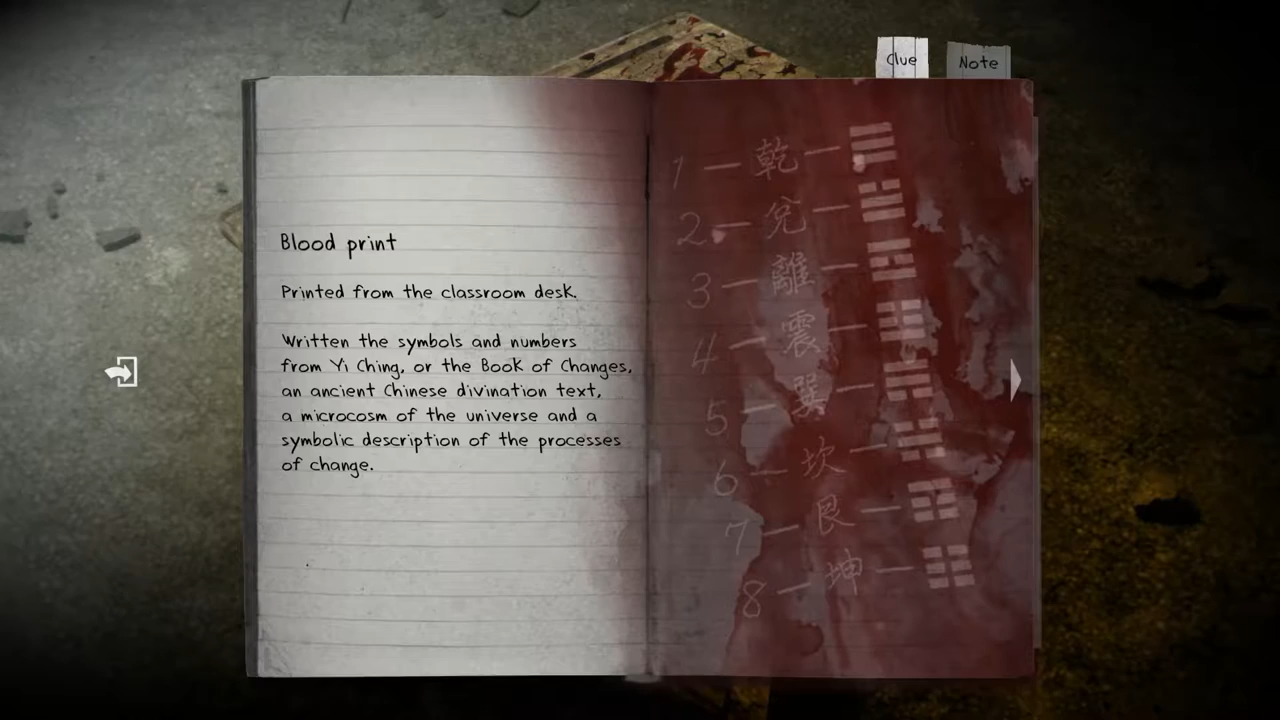 Clue
Note
Blood print
Printed from the classroom desk.
Written the symbols and numbers
from Yi Ching, or the Book of Changes,
an ancient Chinese divination text,
a microcosm of the universe and a
symbolic description of the processes
of change.
1 — 乾 — ☰
2 — 兌 — ☱
3 — 離 — ☲
4 — 震 — ☳
5 — 巽 — ☴
6 — 坎 — ☵
7 — 艮 — ☶
8 — 坤 — ☷